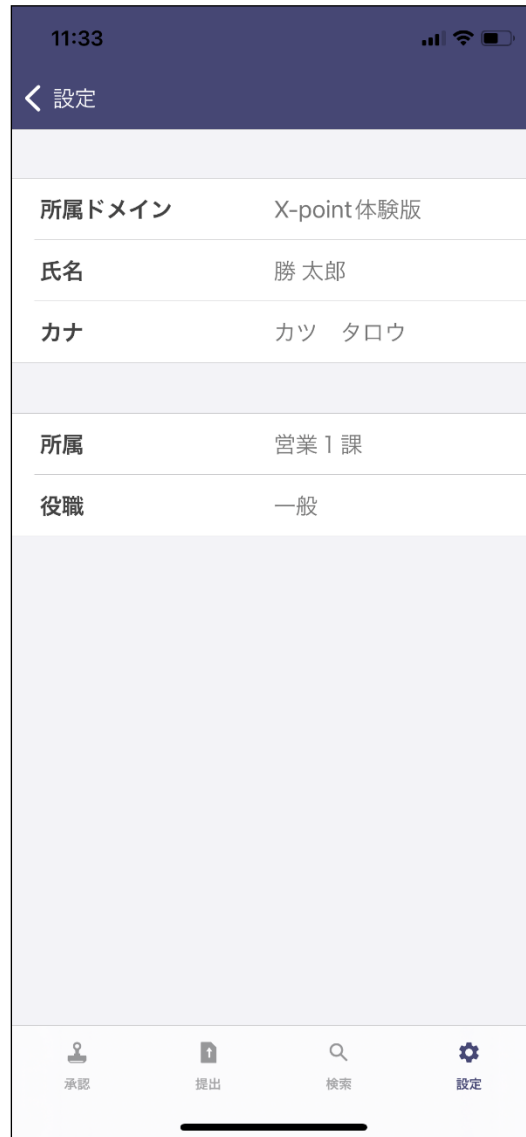 11:33
設定
所属ドメイン X-point体験版
氏名 勝 太郎
カナ カツ　タロウ
所属 営業１課
役職 一般
承認 提出 検索 設定